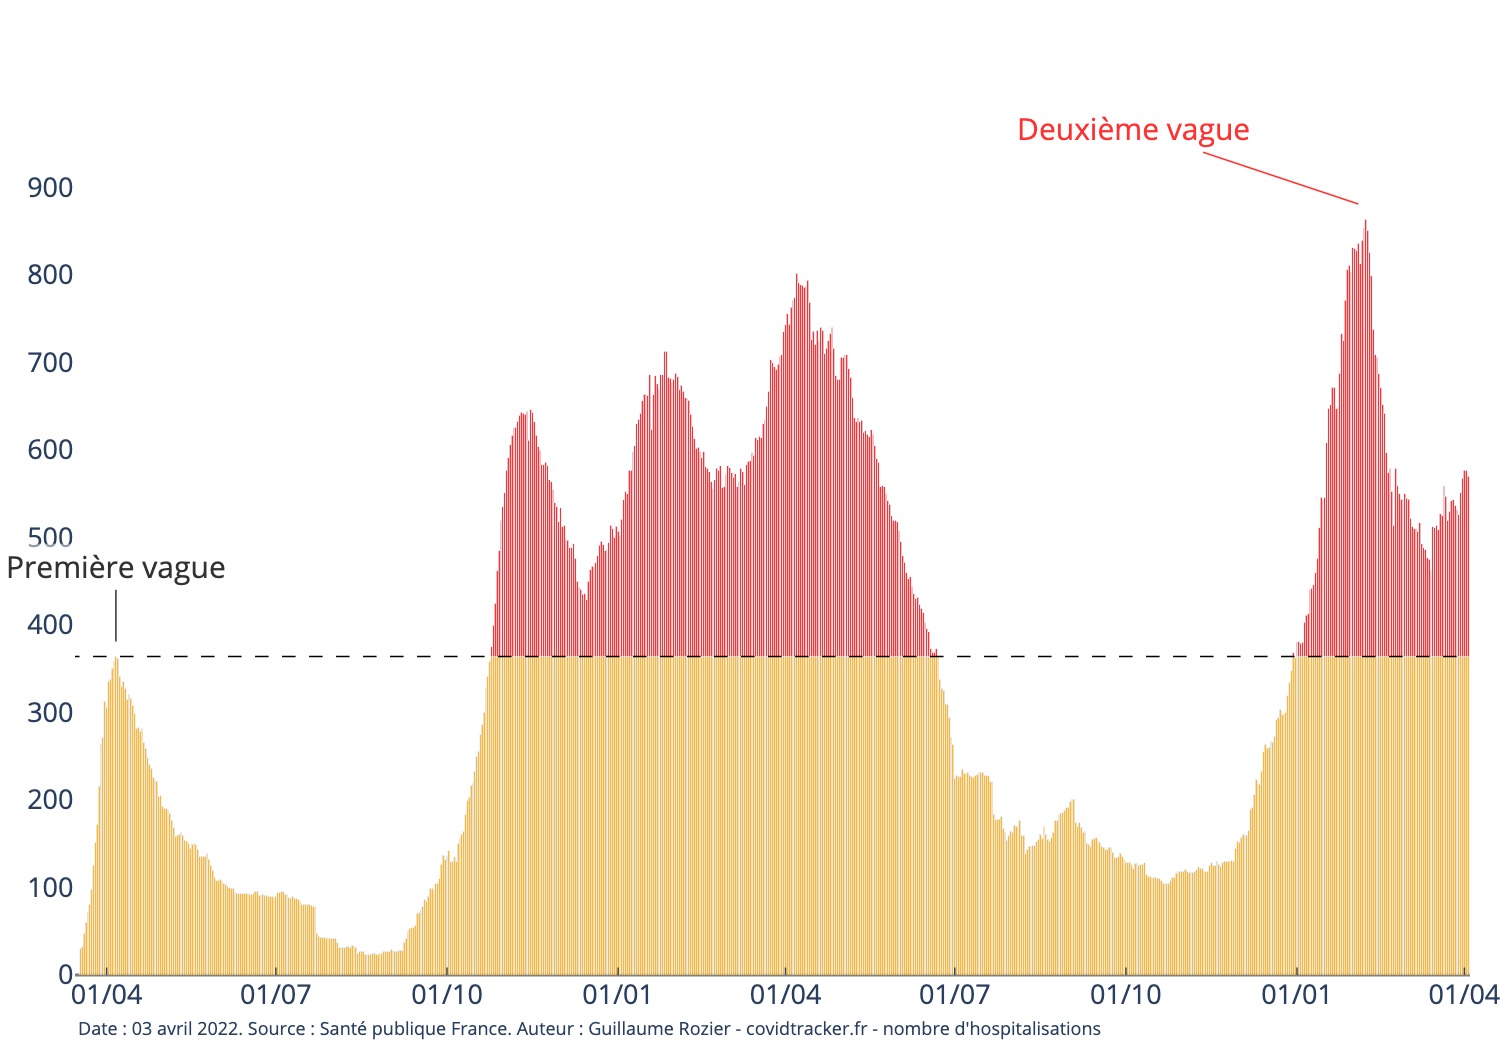 Deuxième vague
900
800
700
600
500
Première vague
400
300
200
100
0
01/04 01/07 01/10 01/01 01/04 01/07 01/10 01/01 01/04
Date : 03 avril 2022. Source : Santé publique France. Auteur : Guillaume Rozier - covidtracker.fr - nombre d'hospitalisations